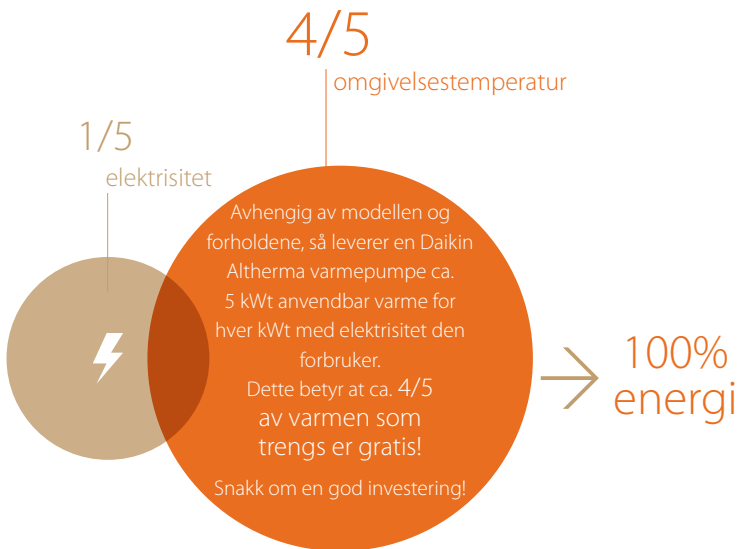 4/5
omgivelsestemperatur
1/5
elektrisitet
Avhengig av modellen og
forholdene, så leverer en Daikin
Altherma varmepumpe ca.
5 kWt anvendbar varme for
hver kWt med elektrisitet den
forbruker.
Dette betyr at ca. 4/5
av varmen som
trengs er gratis!
Snakk om en god investering!
100%
energi